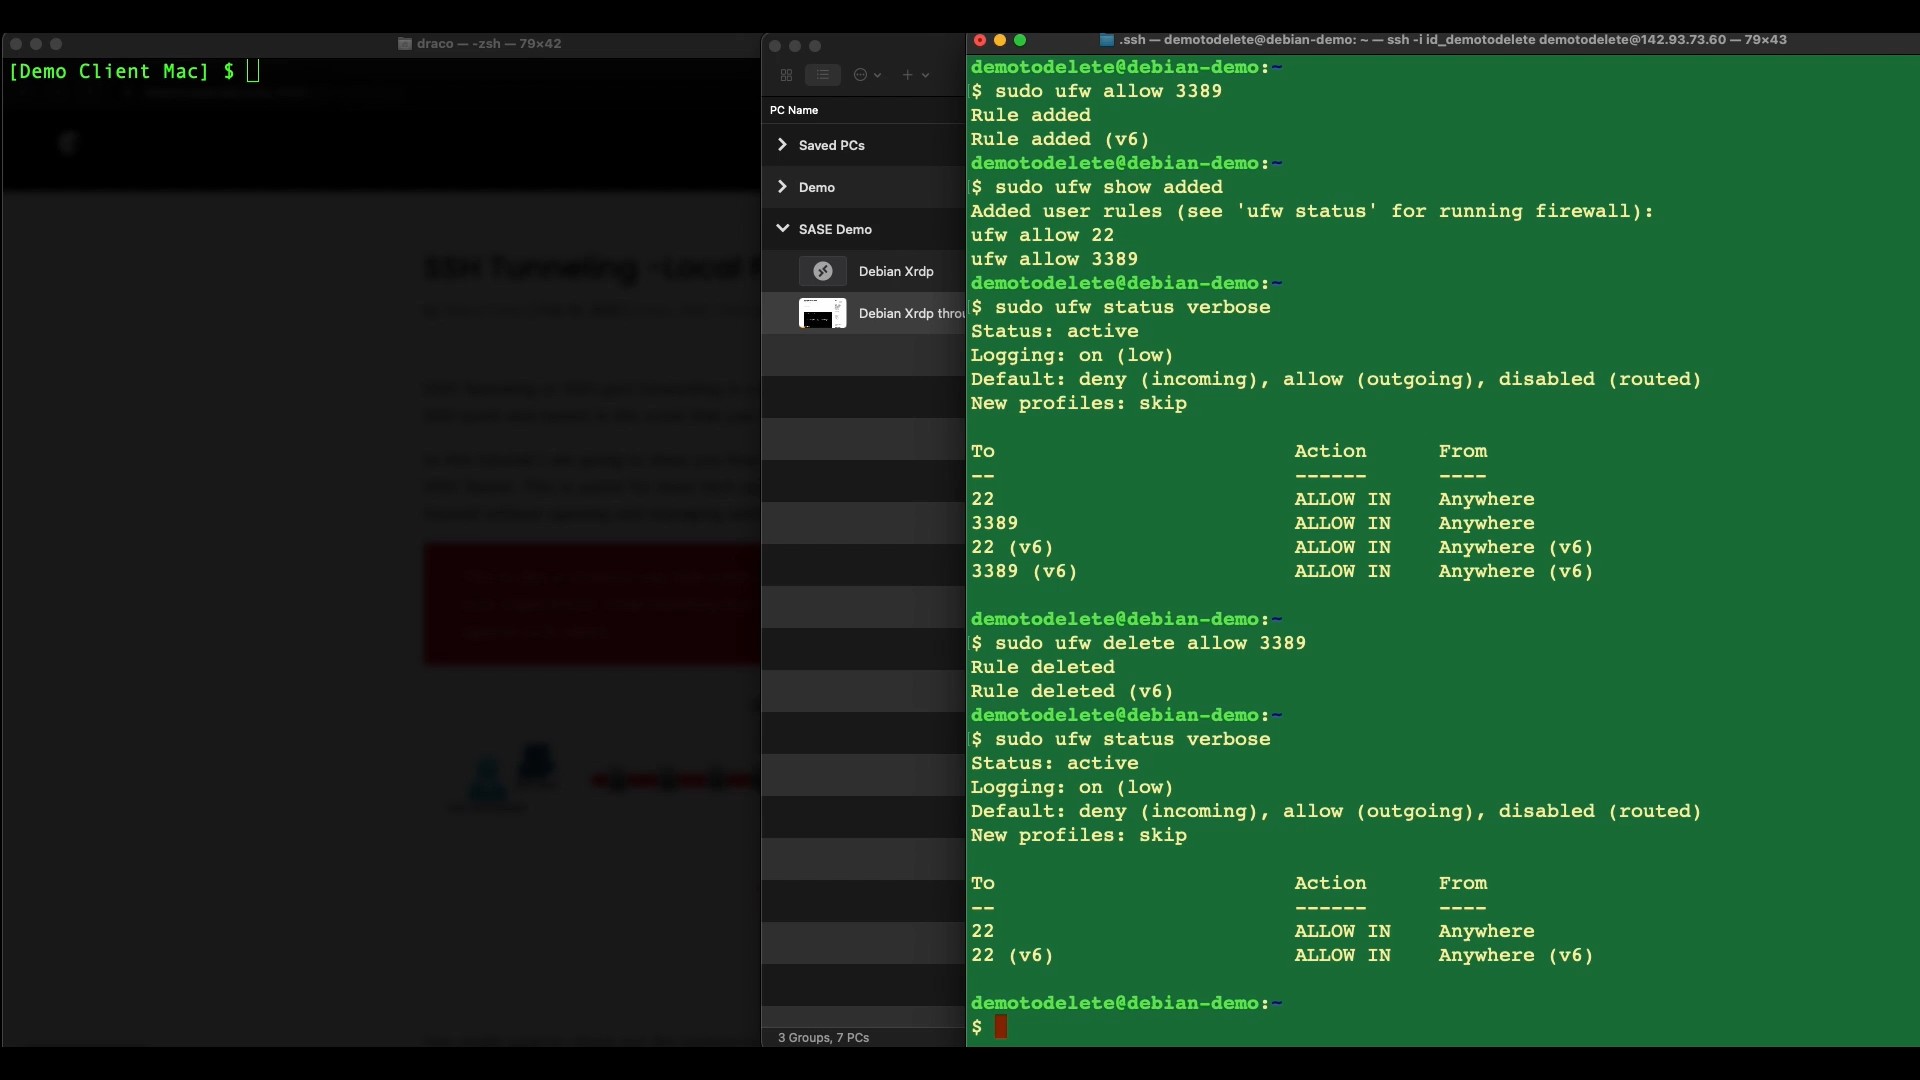 draco — -zsh — 79×42
[Demo Client Mac] $
SSH Tunneling -Local
PC Name
Saved PCs
Demo
SASE Demo
Debian Xrdp
Debian Xrdp throu
3 Groups, 7 PCs
.ssh — demotodelete@debian-demo: ~ — ssh -i id_demotodelete demotodelete@142.93.73.60 — 79×43
demotodelete@debian-demo:~
$ sudo ufw allow 3389
Rule added
Rule added (v6)
demotodelete@debian-demo:~
$ sudo ufw show added
Added user rules (see 'ufw status' for running firewall):
ufw allow 22
ufw allow 3389
demotodelete@debian-demo:~
$ sudo ufw status verbose
Status: active
Logging: on (low)
Default: deny (incoming), allow (outgoing), disabled (routed)
New profiles: skip
To Action From
-- ------ ----
22 ALLOW IN Anywhere
3389 ALLOW IN Anywhere
22 (v6) ALLOW IN Anywhere (v6)
3389 (v6) ALLOW IN Anywhere (v6)
demotodelete@debian-demo:~
$ sudo ufw delete allow 3389
Rule deleted
Rule deleted (v6)
demotodelete@debian-demo:~
$ sudo ufw status verbose
Status: active
Logging: on (low)
Default: deny (incoming), allow (outgoing), disabled (routed)
New profiles: skip
To Action From
-- ------ ----
22 ALLOW IN Anywhere
22 (v6) ALLOW IN Anywhere (v6)
demotodelete@debian-demo:~
$